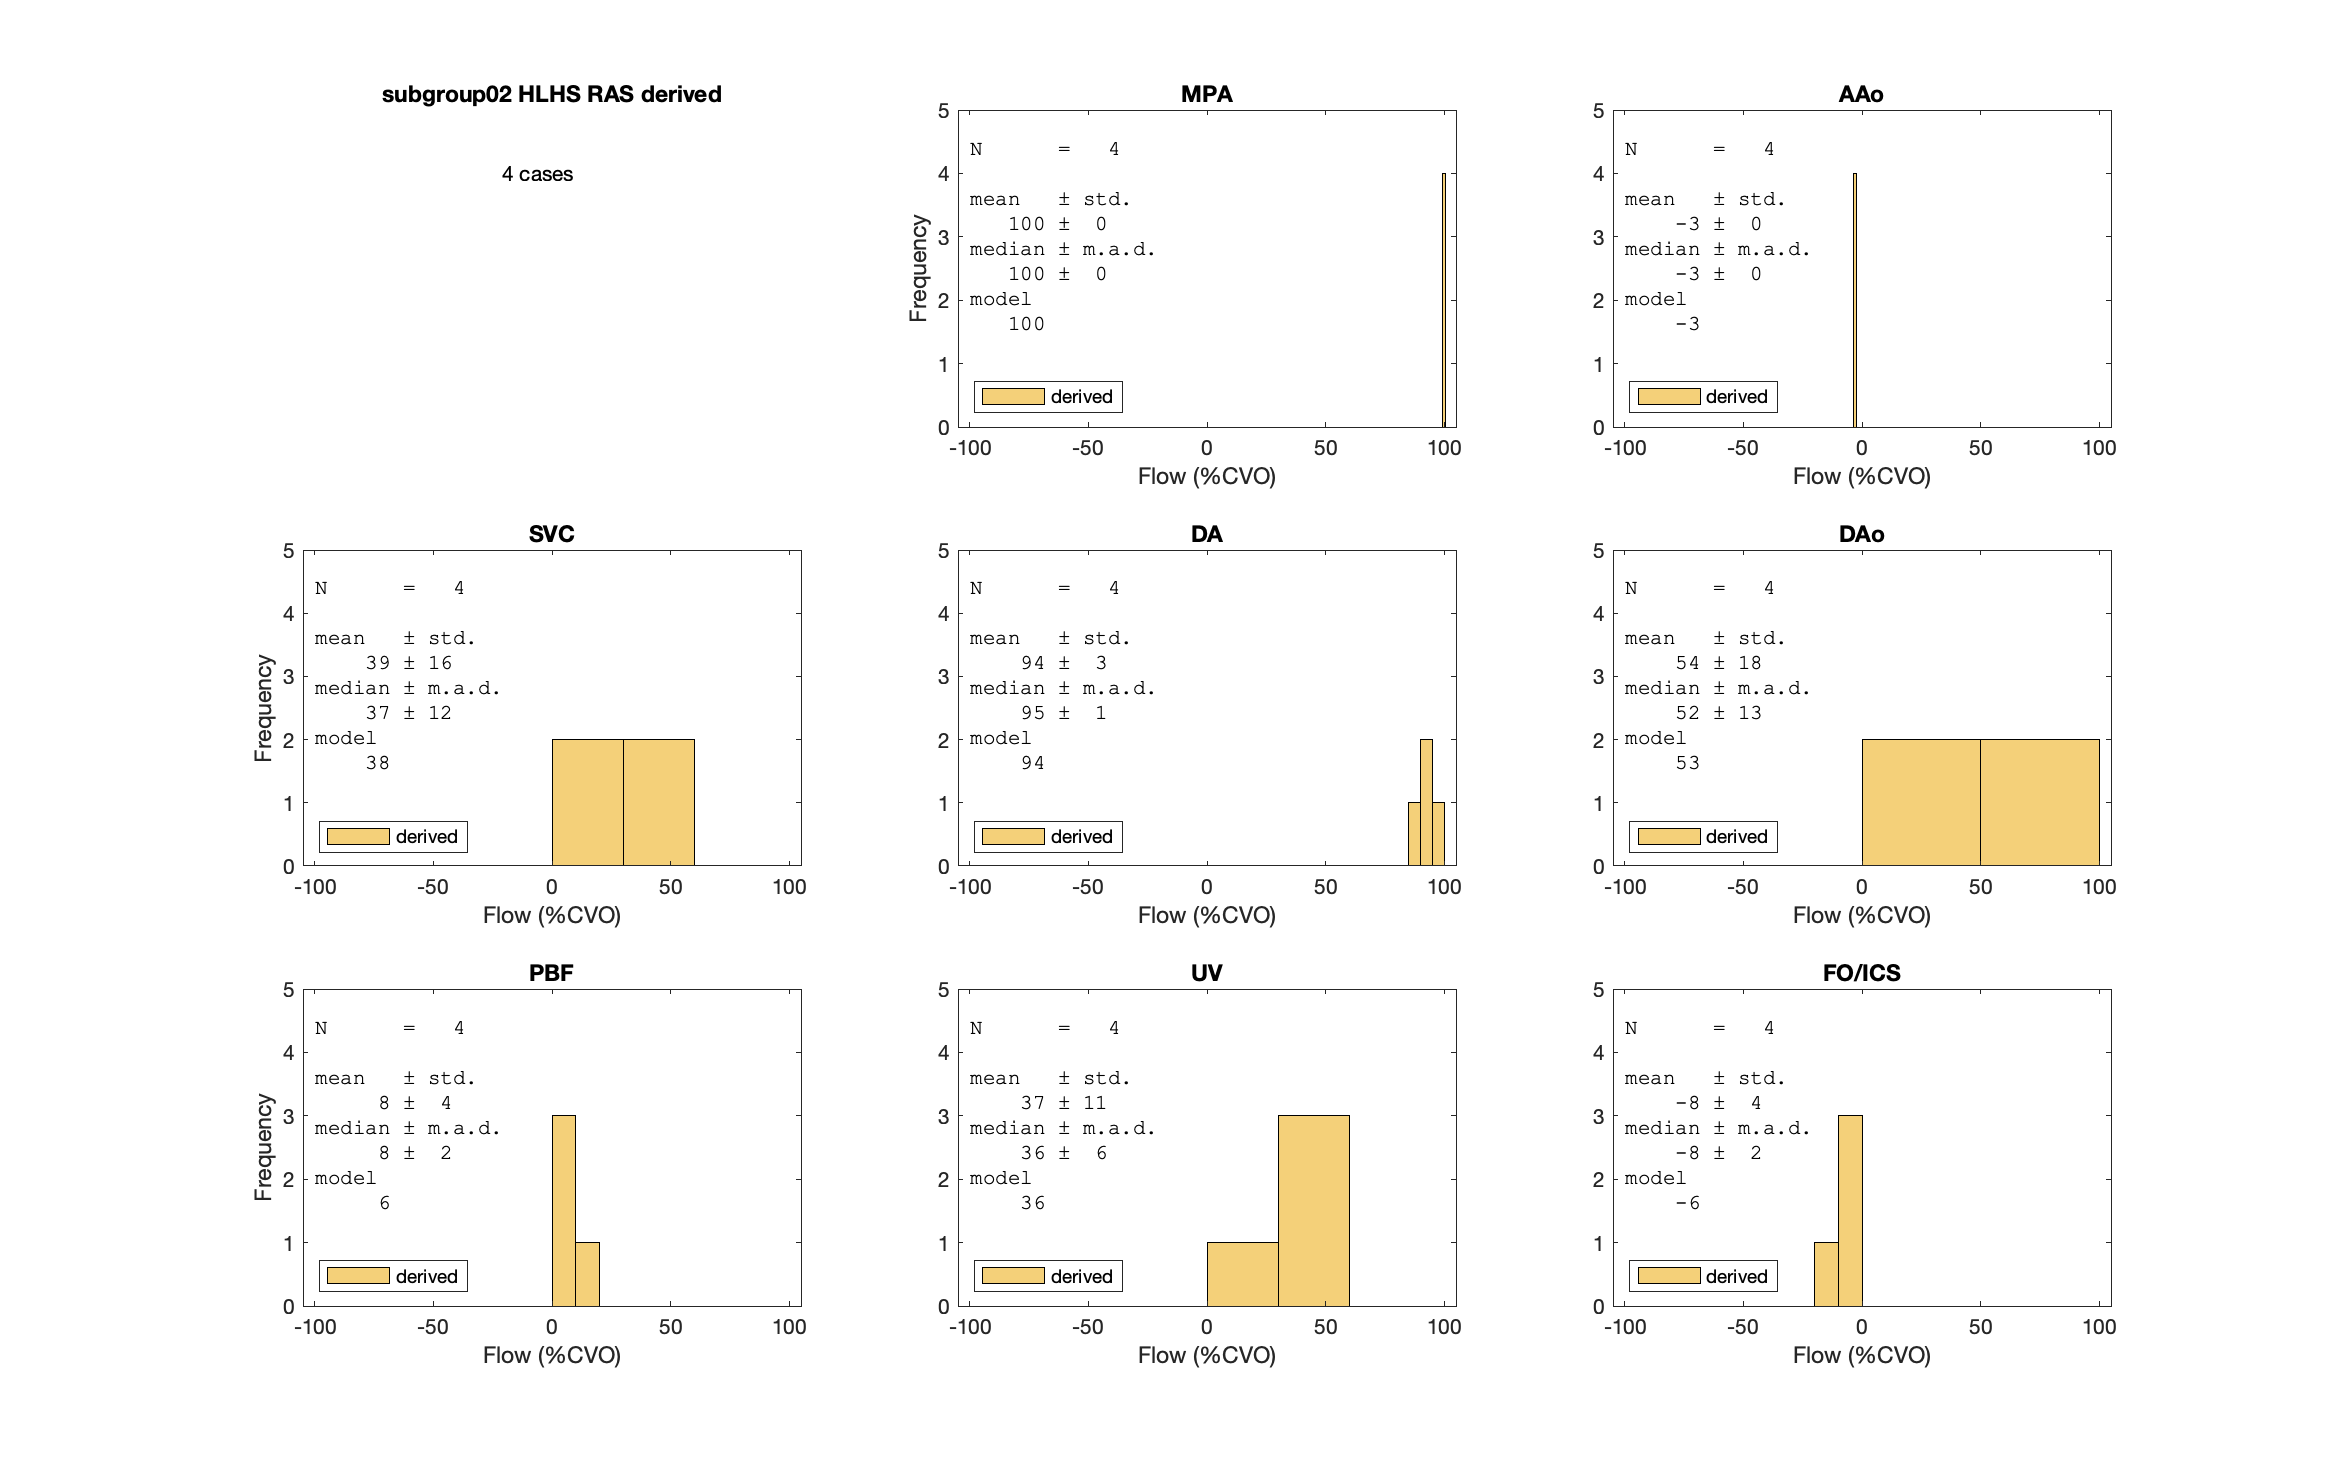 subgroup02 HLHS RAS derived
4 cases
MPA
5
4
3
2
1
0
Frequency
N = 4
mean ± std.
100 ± 0
median ± m.a.d.
100 ± 0
model
100
derived
-100 -50 0 50 100
Flow (%CVO)
AAo
5
4
3
2
1
0
N = 4
mean ± std.
-3 ± 0
median ± m.a.d.
-3 ± 0
model
-3
derived
-100 -50 0 50 100
Flow (%CVO)
SVC
5
4
3
2
1
0
Frequency
N = 4
mean ± std.
39 ± 16
median ± m.a.d.
37 ± 12
model
38
derived
-100 -50 0 50 100
Flow (%CVO)
DA
5
4
3
2
1
0
N = 4
mean ± std.
94 ± 3
median ± m.a.d.
95 ± 1
model
94
derived
-100 -50 0 50 100
Flow (%CVO)
DAo
5
4
3
2
1
0
N = 4
mean ± std.
54 ± 18
median ± m.a.d.
52 ± 13
model
53
derived
-100 -50 0 50 100
Flow (%CVO)
PBF
5
4
3
2
1
0
Frequency
N = 4
mean ± std.
8 ± 4
median ± m.a.d.
8 ± 2
model
6
derived
-100 -50 0 50 100
Flow (%CVO)
UV
5
4
3
2
1
0
N = 4
mean ± std.
37 ± 11
median ± m.a.d.
36 ± 6
model
36
derived
-100 -50 0 50 100
Flow (%CVO)
FO/ICS
5
4
3
2
1
0
N = 4
mean ± std.
-8 ± 4
median ± m.a.d.
-8 ± 2
model
-6
derived
-100 -50 0 50 100
Flow (%CVO)